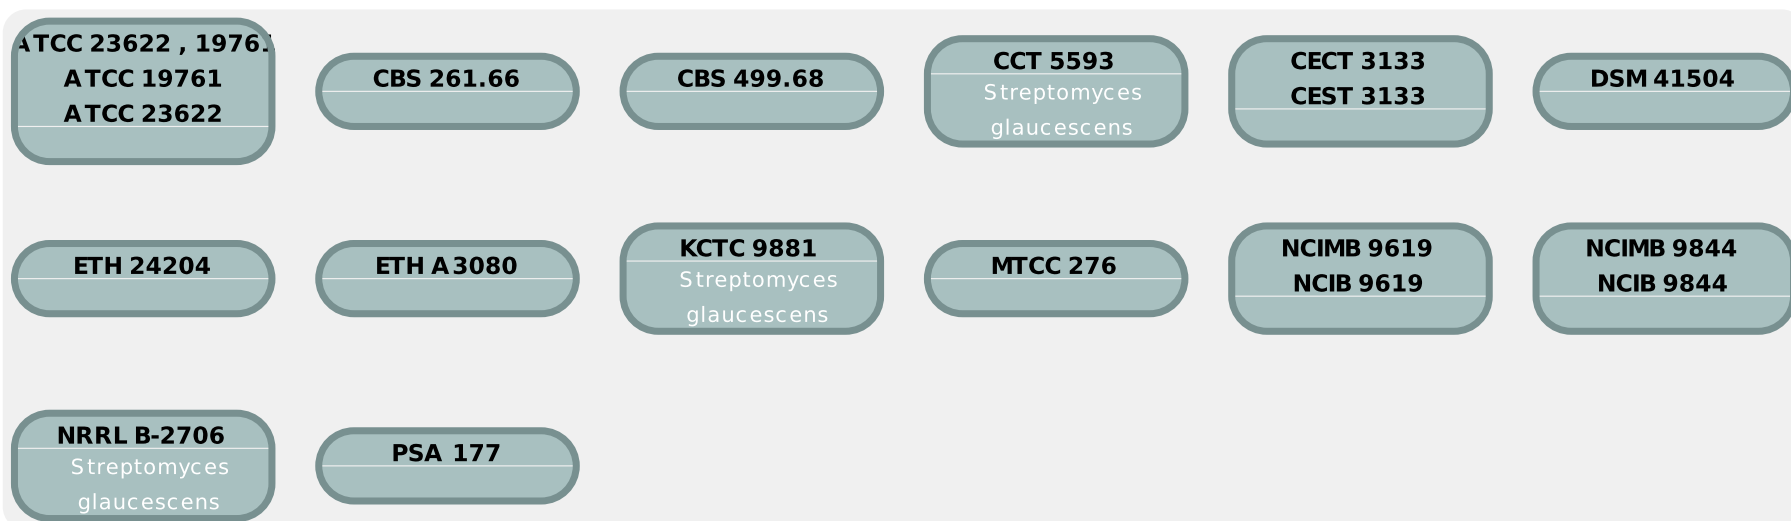 ATCC 23622 , 19761
ATCC 19761
ATCC 23622
CBS 261.66
CBS 499.68
CCT 5593
Streptomyces
glaucescens
CECT 3133
CEST 3133
DSM 41504
ETH 24204
ETH A3080
KCTC 9881
Streptomyces
glaucescens
MTCC 276
NCIMB 9619
NCIB 9619
NCIMB 9844
NCIB 9844
NRRL B-2706
Streptomyces
glaucescens
PSA 177